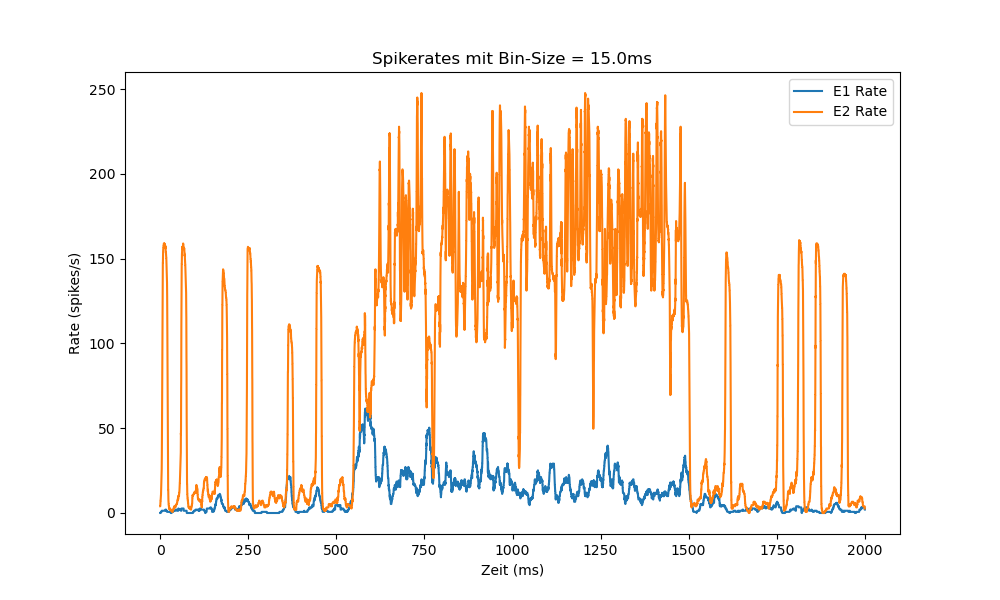 Spikerates mit Bin-Size = 15.0ms
E1 Rate
E2 Rate
Rate (spikes/s)
250
200
150
100
50
0
0 250 500 750 1000 1250 1500 1750 2000
Zeit (ms)